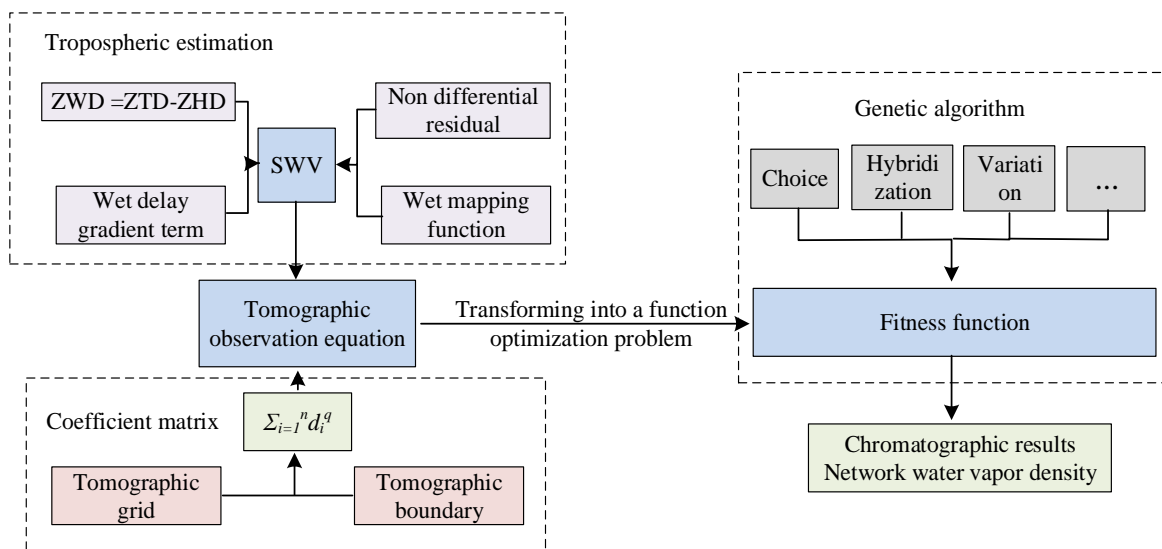 Tropospheric estimation
ZWD =ZTD-ZHD
Non differential
residual
SWV
Wet delay
gradient term
Wet mapping
function
Tomographic
observation equation
Transforming into a function
optimization problem
Coefficient matrix
Σi=1^n di^q
Tomographic
grid
Tomographic
boundary
Genetic algorithm
Choice
Hybridi
zation
Variati
on
...
Fitness function
Chromatographic results
Network water vapor density